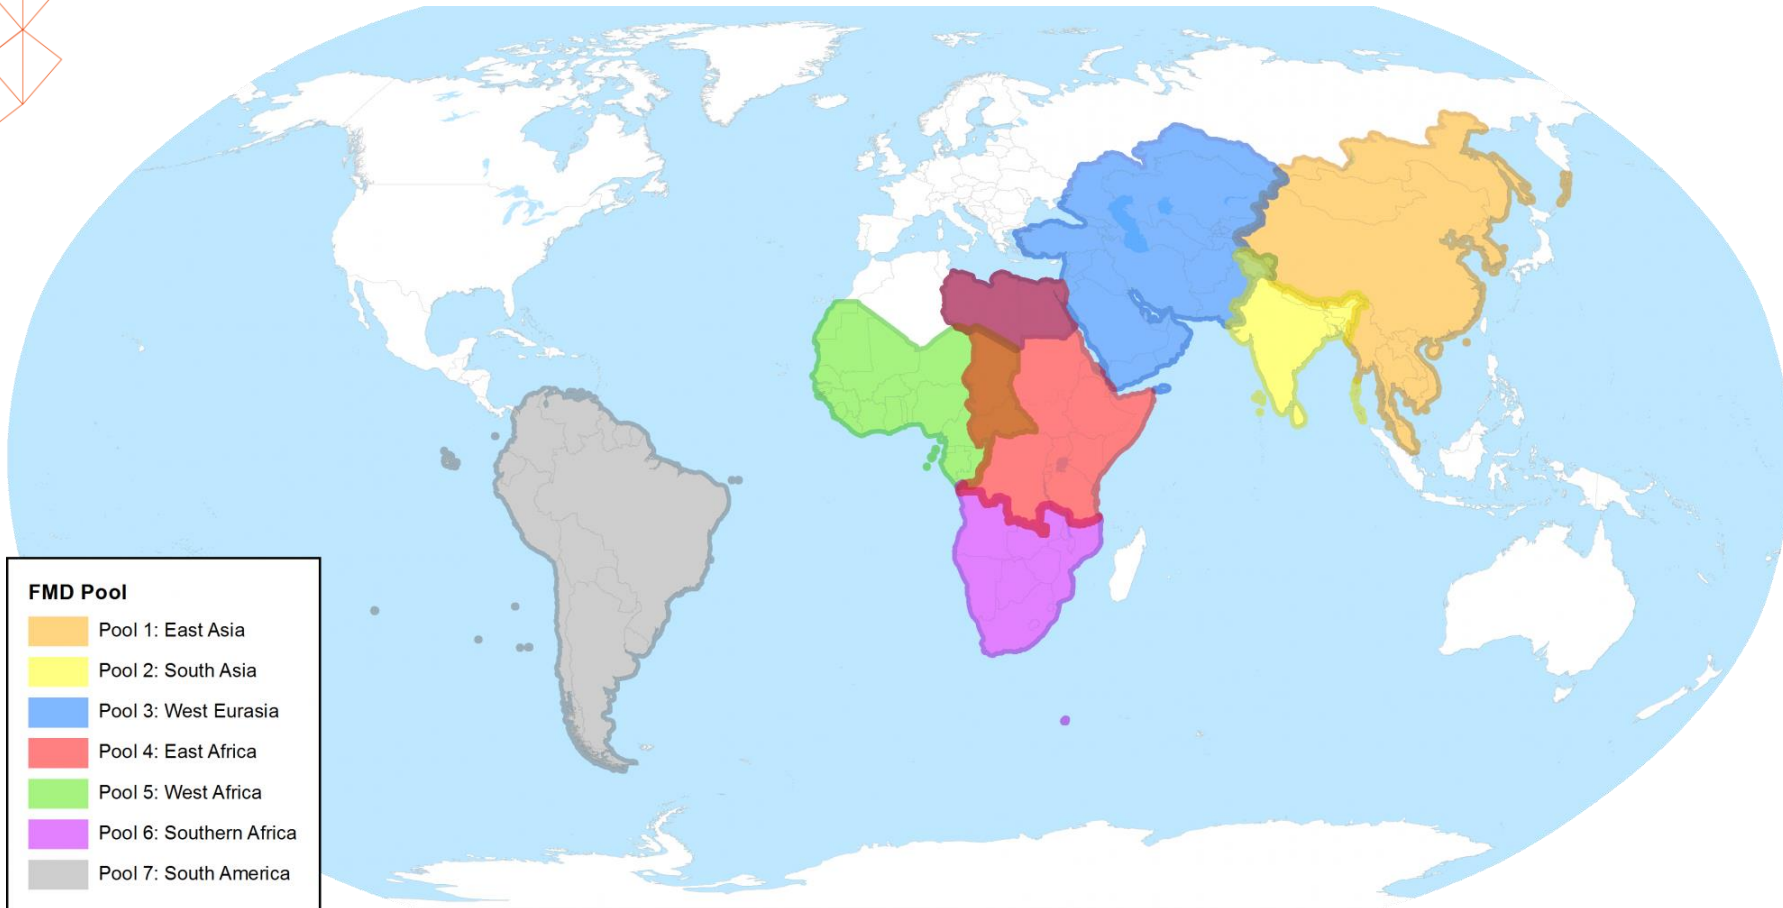 FMD Pool
Pool 1: East Asia
Pool 2: South Asia
Pool 3: West Eurasia
Pool 4: East Africa
Pool 5: West Africa
Pool 6: Southern Africa
Pool 7: South America